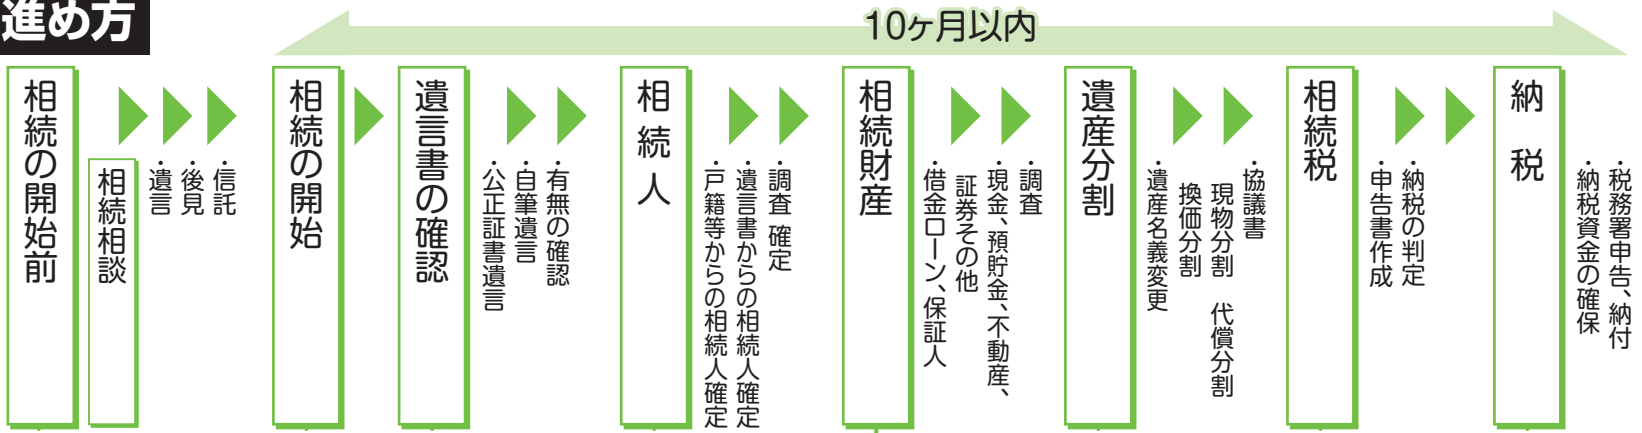 進め方
10ヶ月以内
相続の開始前
相続相談
・信託
・後見
・遺言
相続の開始
遺言書の確認
・有無の確認
・自筆遺言
・公正証書遺言
相続人
・調査 確定
・遺言書からの相続人確定
・戸籍等からの相続人確定
相続財産
・調査
・現金、預貯金、不動産、
証券その他
・借金ローン、保証人
遺産分割
・協議書
現物分割 代償分割
換価分割
・遺産名義変更
相続税
・納税の判定
・申告書作成
納税
・税務署申告、納付
・納税資金の確保